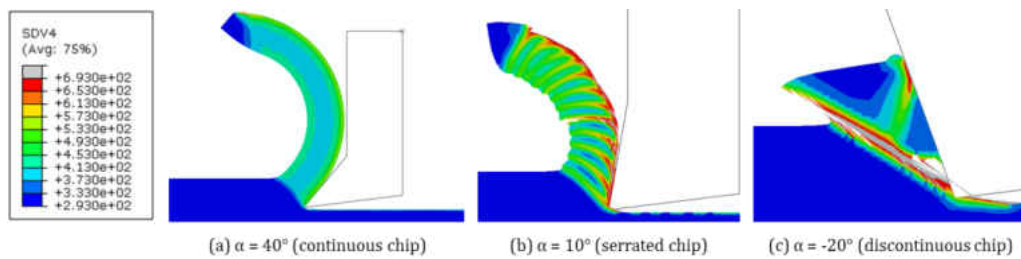 SDV4
(Avg: 75%)
+6.930e+02
+6.530e+02
+6.130e+02
+5.730e+02
+5.330e+02
+4.930e+02
+4.530e+02
+4.130e+02
+3.730e+02
+3.330e+02
+2.930e+02
(a) α = 40° (continuous chip)
(b) α = 10° (serrated chip)
(c) α = -20° (discontinuous chip)